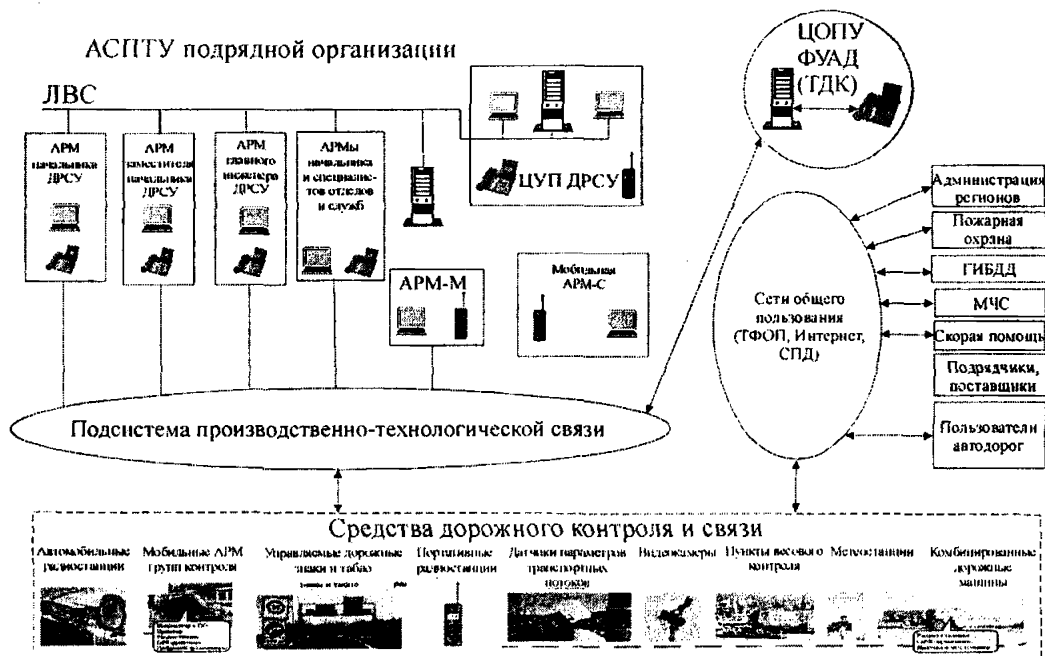 АСПТУ подрядной организации
ЛВС
АРМ
начальника
ДРСУ
АРМ
заместителя
начальника
ДРСУ
АРМ
главного
инженера
ДРСУ
АРМы
начальника
и специалис-
тов отделов
и служб
ЦУП ДРСУ
АРМ-М
Мобильная
АРМ-С
ЦОПУ
ФУАД
(ТДК)
Сети общего
пользования
(ТФОП, Интернет,
СПД)
Администрация
регионов
Пожарная
охрана
ГИБДД
МЧС
Скорая помощь
Подрядчики,
поставщики
Пользователи
автодорог
Подсистема производственно-технологической связи
Средства дорожного контроля и связи
Автомобильные
радиостанции
Мобильные АРМ
групп контроля
Управляемые дорожные
знаки и табло
Портативные
радиостанции
Датчики параметров
транспортных
потоков
Видеокамеры
Пункты весового
контроля
Метеостанции
Комбинированные
дорожные
машины